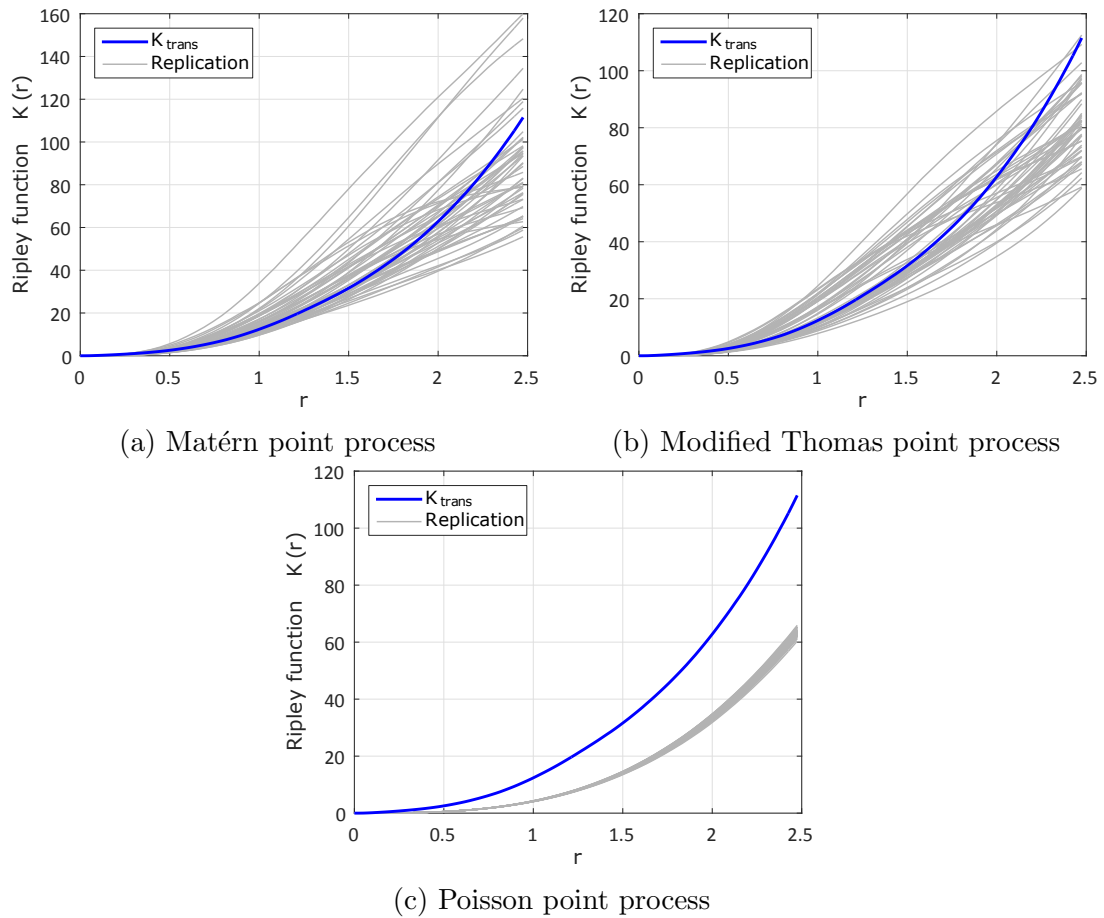 160
140
120
100
80
60
40
20
0
Ripley function K (r)
K trans
Replication
0 0.5 1 1.5 2 2.5
r
(a) Matérn point process
120
100
80
60
40
20
0
Ripley function K (r)
K trans
Replication
0 0.5 1 1.5 2 2.5
r
(b) Modified Thomas point process
120
100
80
60
40
20
0
Ripley function K (r)
K trans
Replication
0 0.5 1 1.5 2 2.5
r
(c) Poisson point process